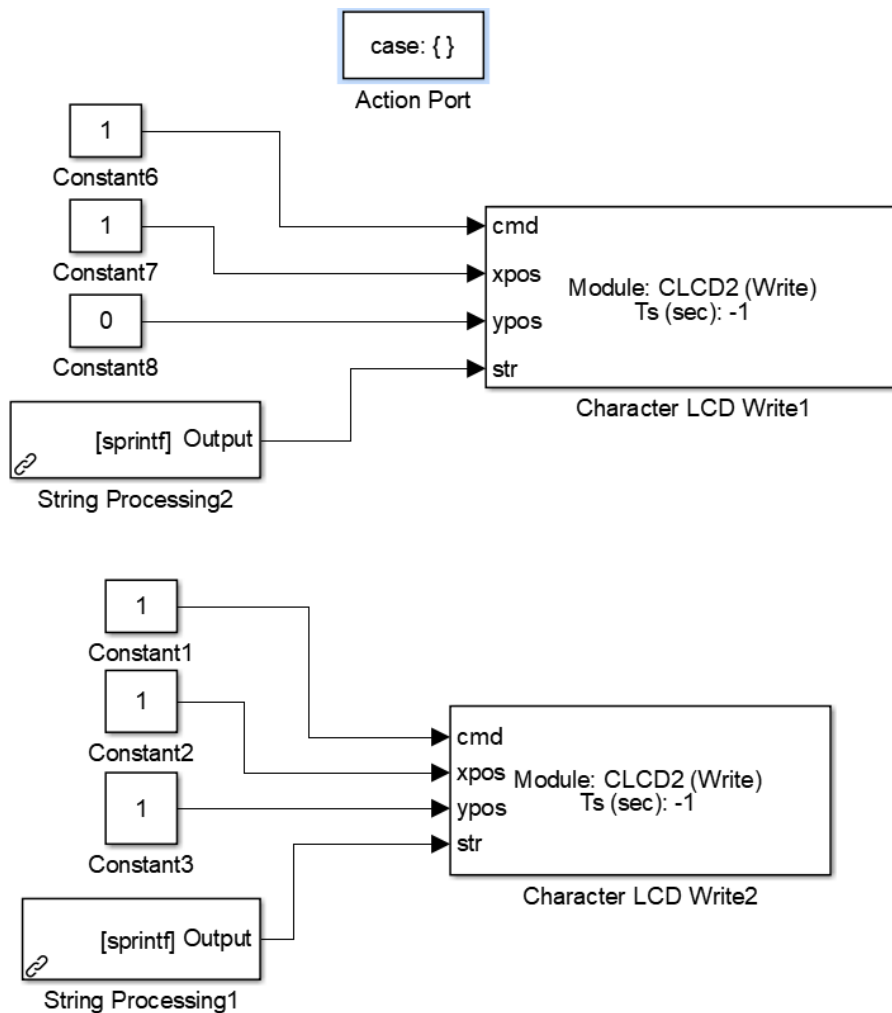 case: { }
Action Port
1
Constant6
1
Constant7
0
Constant8
[sprintf] Output
String Processing2
cmd
xpos
ypos
str
Module: CLCD2 (Write)
Ts (sec): -1
Character LCD Write1
1
Constant1
1
Constant2
1
Constant3
[sprintf] Output
String Processing1
cmd
xpos
ypos
str
Module: CLCD2 (Write)
Ts (sec): -1
Character LCD Write2